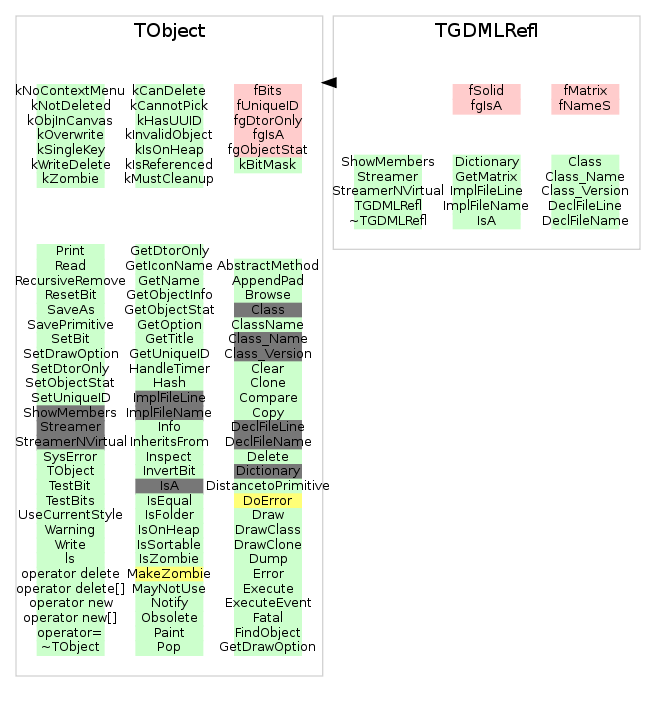 TObject
kNoContextMenu
kNotDeleted
kObjInCanvas
kOverwrite
kSingleKey
kWriteDelete
kZombie
kCanDelete
kCannotPick
kHasUUID
kInvalidObject
kIsOnHeap
kIsReferenced
kMustCleanup
fBits
fUniqueID
fgDtorOnly
fgIsA
fgObjectStat
kBitMask
Print
Read
RecursiveRemove
ResetBit
SaveAs
SavePrimitive
SetBit
SetDrawOption
SetDtorOnly
SetObjectStat
SetUniqueID
ShowMembers
Streamer
StreamerNVirtual
SysError
TObject
TestBit
TestBits
UseCurrentStyle
Warning
Write
ls
operator delete
operator delete[]
operator new
operator new[]
operator=
~TObject
GetDtorOnly
GetIconName
GetName
GetObjectInfo
GetObjectStat
GetOption
GetTitle
GetUniqueID
HandleTimer
Hash
ImplFileLine
ImplFileName
Info
InheritsFrom
Inspect
InvertBit
IsA
IsEqual
IsFolder
IsOnHeap
IsSortable
IsZombie
MakeZombie
MayNotUse
Notify
Obsolete
Paint
Pop
AbstractMethod
AppendPad
Browse
Class
ClassName
Class_Name
Class_Version
Clear
Clone
Compare
Copy
DeclFileLine
DeclFileName
Delete
Dictionary
DistancetoPrimitive
DoError
Draw
DrawClass
DrawClone
Dump
Error
Execute
ExecuteEvent
Fatal
FindObject
GetDrawOption
TGDMLRefl
fSolid
fgIsA
fMatrix
fNameS
ShowMembers
Streamer
StreamerNVirtual
TGDMLRefl
~TGDMLRefl
Dictionary
GetMatrix
ImplFileLine
ImplFileName
IsA
Class
Class_Name
Class_Version
DeclFileLine
DeclFileName